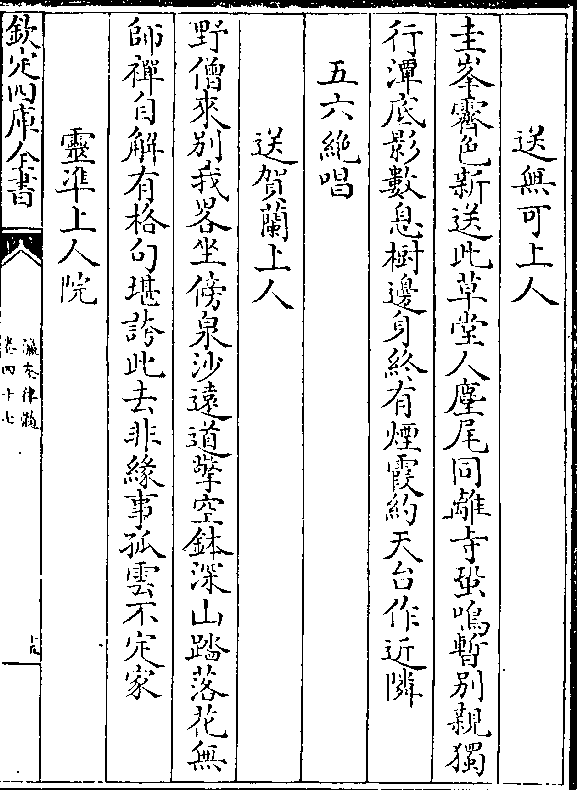 送無可上人
圭峯霽色新送此草堂人麈尾同離寺蛩鳴暫别親獨
行潭底影數息樹邊身終有煙霞約天台作近隣
五六絶唱
送賀蘭上人
野僧來别我畧坐傍泉沙遠道擎空鉢深山踏落花無
師禪自解有格句堪誇此去非緣事孤雲不定家
靈凖上人院
欽定四庫全書
瀛奎律髓
卷四十七